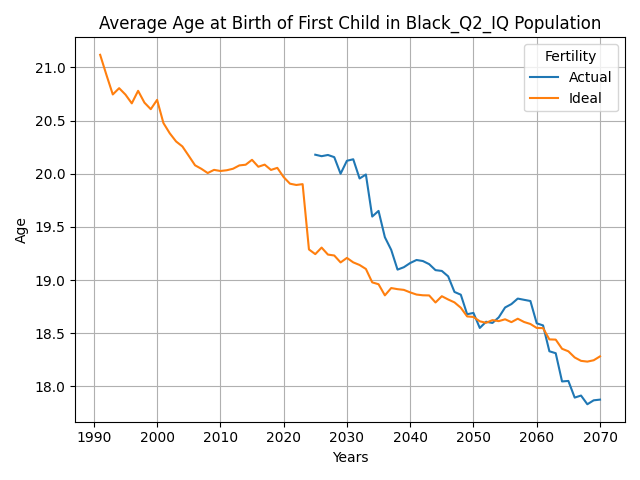 Average Age at Birth of First Child in Black_Q2_IQ Population
Fertility
Actual
Ideal
Age
21.0
20.5
20.0
19.5
19.0
18.5
18.0
1990 2000 2010 2020 2030 2040 2050 2060 2070
Years